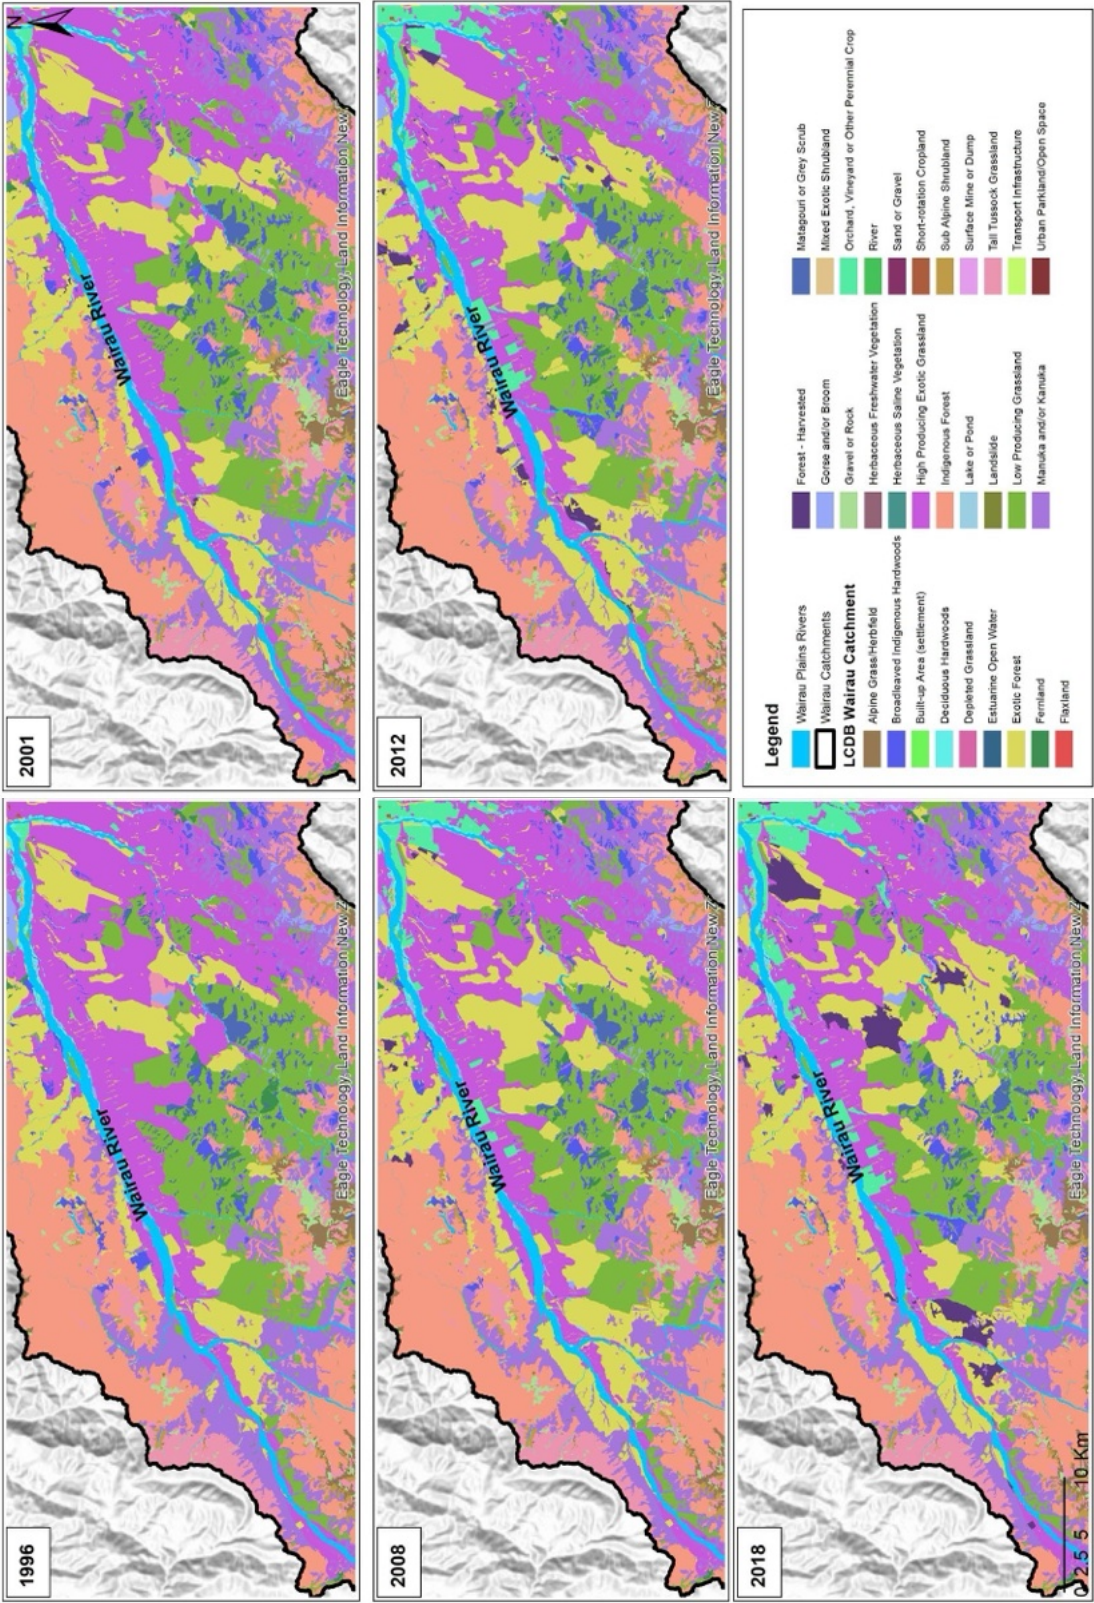 1996
Wairau River
Eagle Technology, Land Information New Z
2001
N
Wairau River
Eagle Technology, Land Information New
2008
Wairau River
Eagle Technology, Land Information New Z
2012
Wairau River
Eagle Technology, Land Information New
2018
Wairau River
Eagle Technology, Land Information New Z
0 2.5 5 10 Km
Legend
Wairau Plains Rivers
Wairau Catchments
LCDB Wairau Catchment
Alpine Grass/Herbfield
Broadleaved Indigenous Hardwoods
Built-up Area (settlement)
Deciduous Hardwoods
Depleted Grassland
Estuarine Open Water
Exotic Forest
Fernland
Flaxland
Forest - Harvested
Gorse and/or Broom
Gravel or Rock
Herbaceous Freshwater Vegetation
Herbaceous Saline Vegetation
High Producing Exotic Grassland
Indigenous Forest
Lake or Pond
Landslide
Low Producing Grassland
Manuka and/or Kanuka
Matagouri or Grey Scrub
Mixed Exotic Shrubland
Orchard, Vineyard or Other Perennial Crop
River
Sand or Gravel
Short-rotation Cropland
Sub Alpine Shrubland
Surface Mine or Dump
Tall Tussock Grassland
Transport Infrastructure
Urban Parkland/Open Space